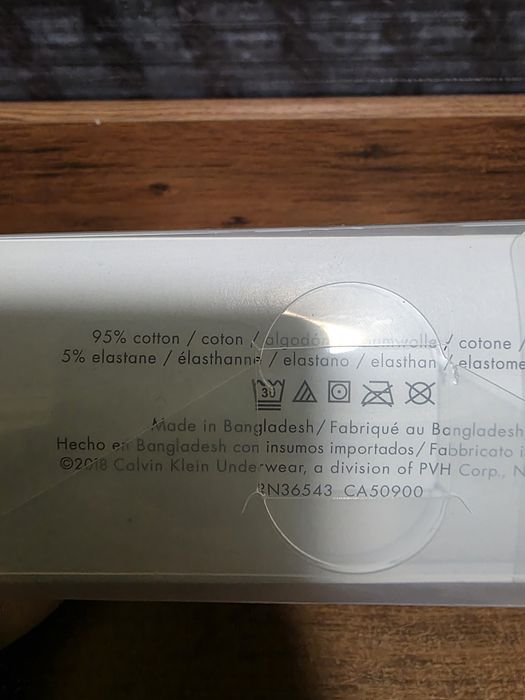 95% cotton / coton / algodón / baumwolle / cotone /
5% elastane / élasthanne / elastano / elasthan / elastome
30
Made in Bangladesh / Fabriqué au Bangladesh
Hecho en Bangladesh con insumos importados / Fabbricato i
©2018 Calvin Klein Underwear, a division of PVH Corp., N
RN36543 CA50900